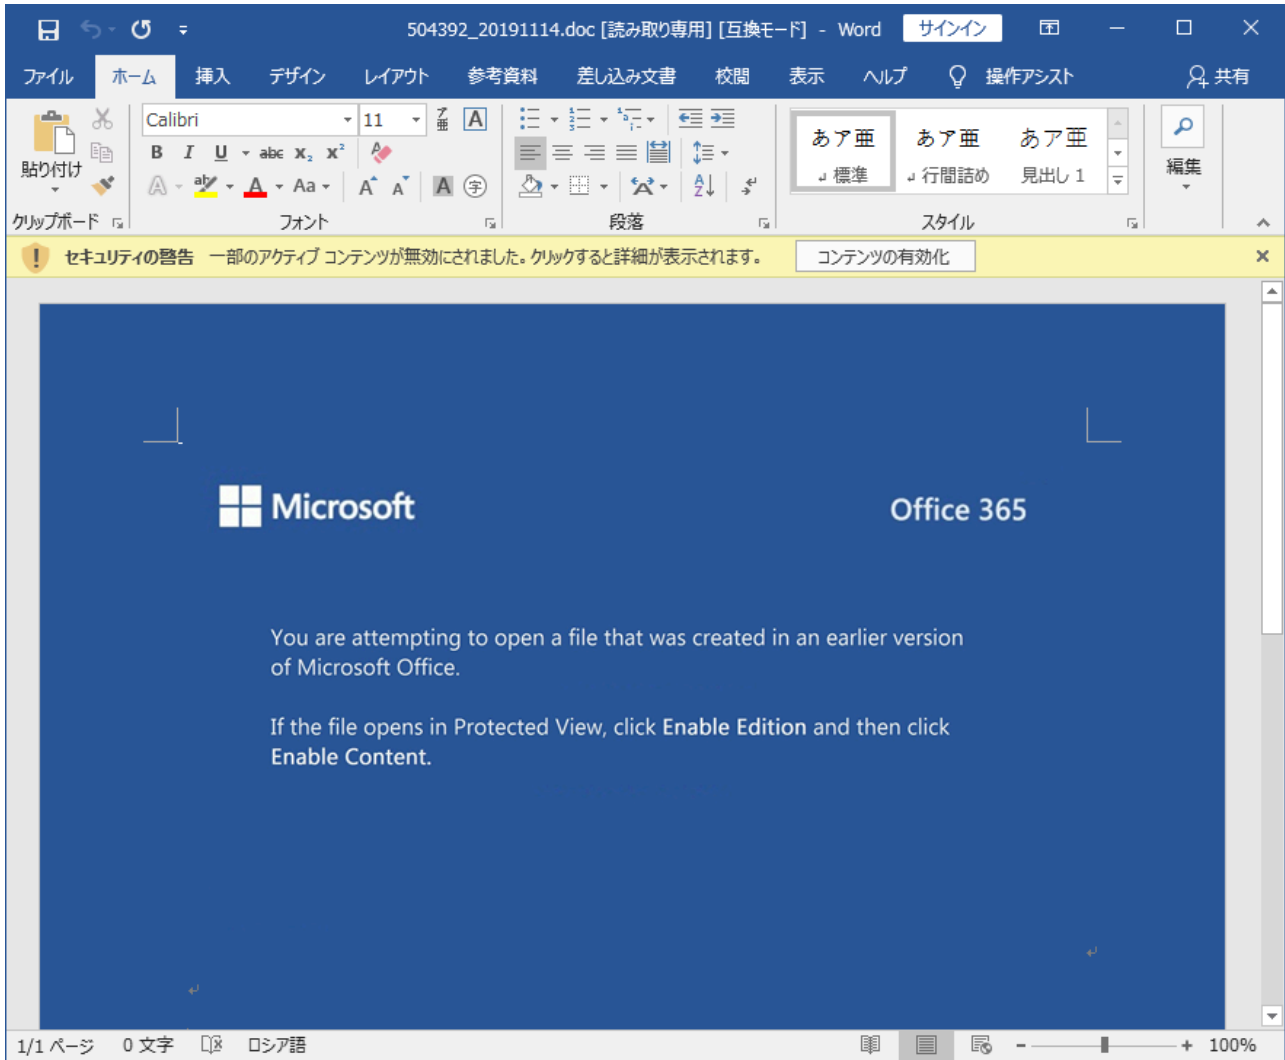 504392_20191114.doc [読み取り専用] [互換モード] - Word サインイン
ファイル ホーム 挿入 デザイン レイアウト 参考資料 差し込み文書 校閲 表示 ヘルプ 操作アシスト 共有
Calibri 11 ア亜 A
B I U abc X₂ X²
貼り付け
A aby A Aa A A A 字 A Z
クリップボード フォント 段落 スタイル
あア亜 あア亜 あア亜
標準 行間詰め 見出し 1
編集
セキュリティの警告 一部のアクティブ コンテンツが無効にされました。クリックすると詳細が表示されます。 コンテンツの有効化
Microsoft Office 365
You are attempting to open a file that was created in an earlier version
of Microsoft Office.
If the file opens in Protected View, click Enable Edition and then click
Enable Content.
1/1 ページ 0 文字 ロシア語 - + 100%